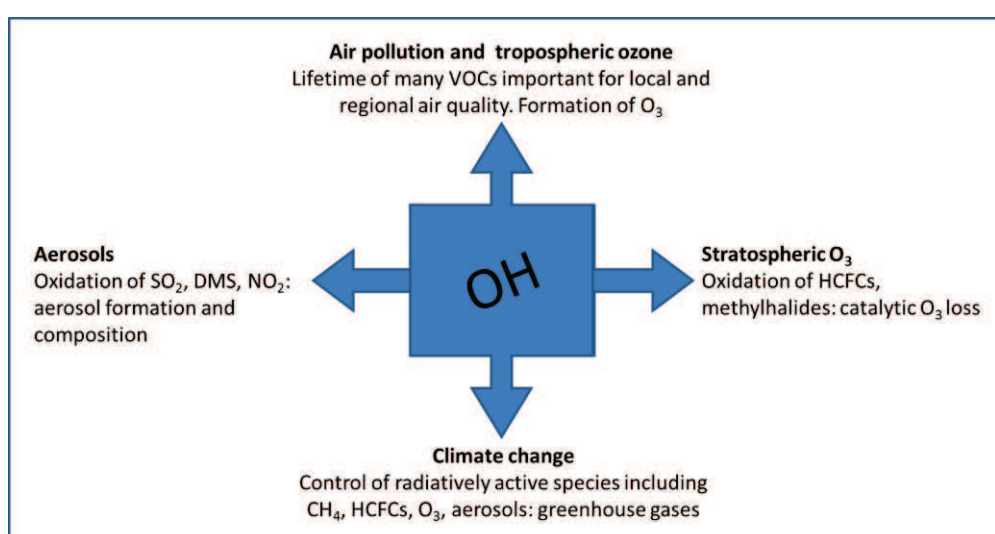 Air pollution and tropospheric ozone
Lifetime of many VOCs important for local and
regional air quality. Formation of O₃
Aerosols
Oxidation of SO₂, DMS, NO₂:
aerosol formation and
composition
OH
Stratospheric O₃
Oxidation of HCFCs,
methylhalides: catalytic O₃ loss
Climate change
Control of radiatively active species including
CH₄, HCFCs, O₃, aerosols: greenhouse gases